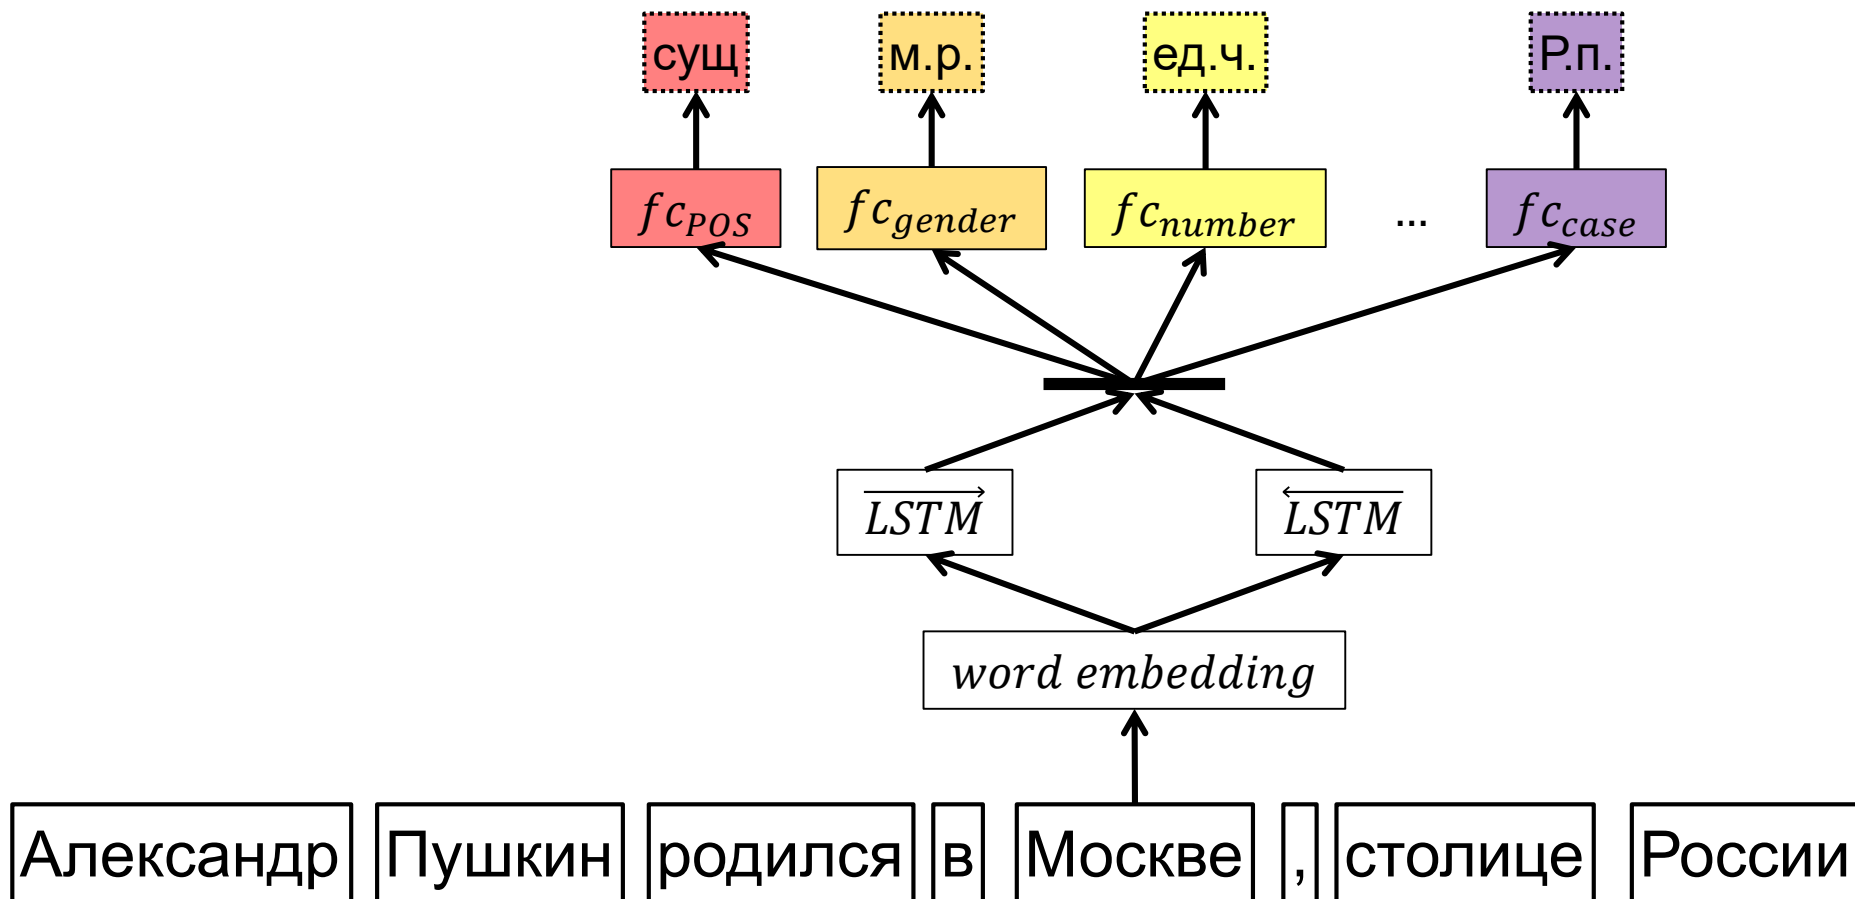 сущ м.р. ед.ч. Р.п.
fc_POS fc_gender fc_number ... fc_case
LSTM LSTM
word embedding
Александр Пушкин родился в Москве , столице России